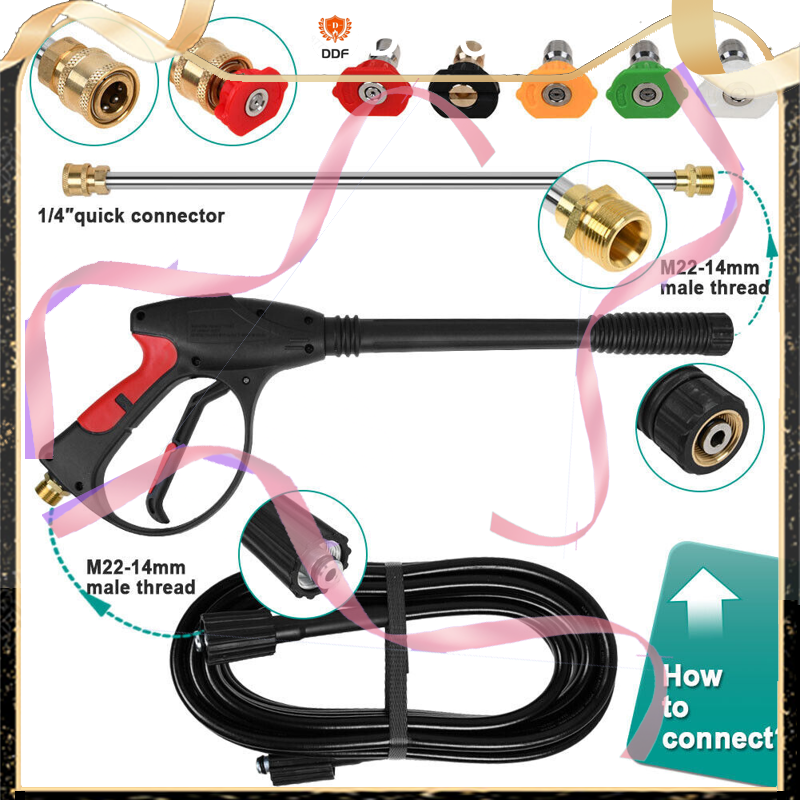 DDF
1/4″quick connector
M22-14mm
male thread
M22-14mm
male thread
How
to
connect